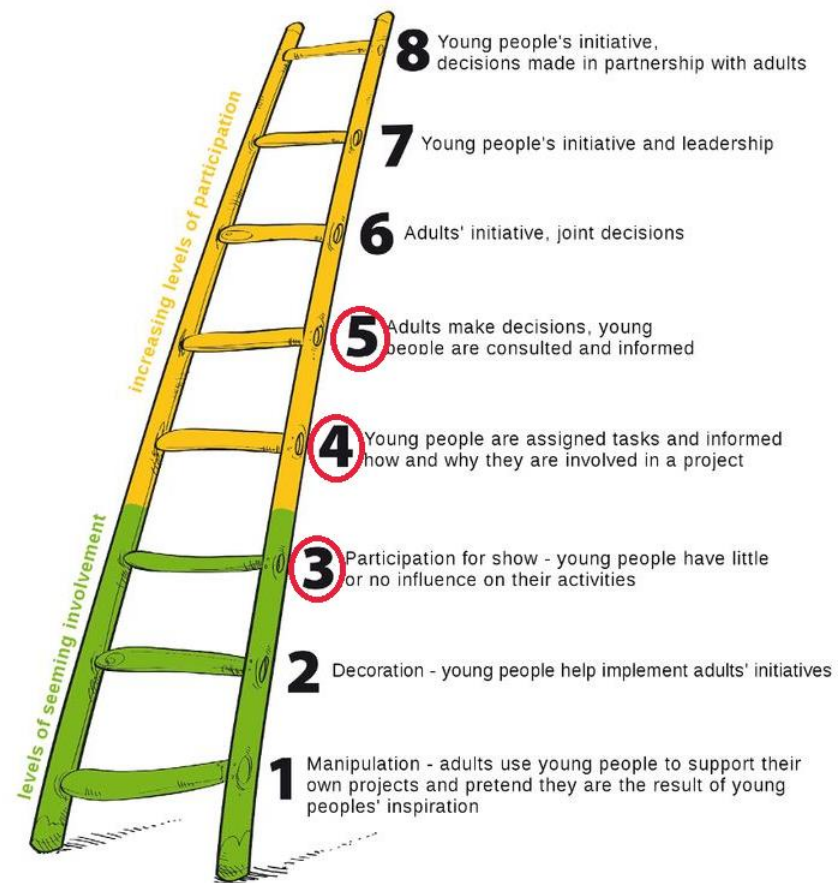 8 Young people's initiative,
decisions made in partnership with adults
7 Young people's initiative and leadership
6 Adults' initiative, joint decisions
5 Adults make decisions, young
people are consulted and informed
4 Young people are assigned tasks and informed
how and why they are involved in a project
3 Participation for show - young people have little
or no influence on their activities
2 Decoration - young people help implement adults' initiatives
1 Manipulation - adults use young people to support their
own projects and pretend they are the result of young
peoples' inspiration
increasing levels of participation
levels of seeming involvement